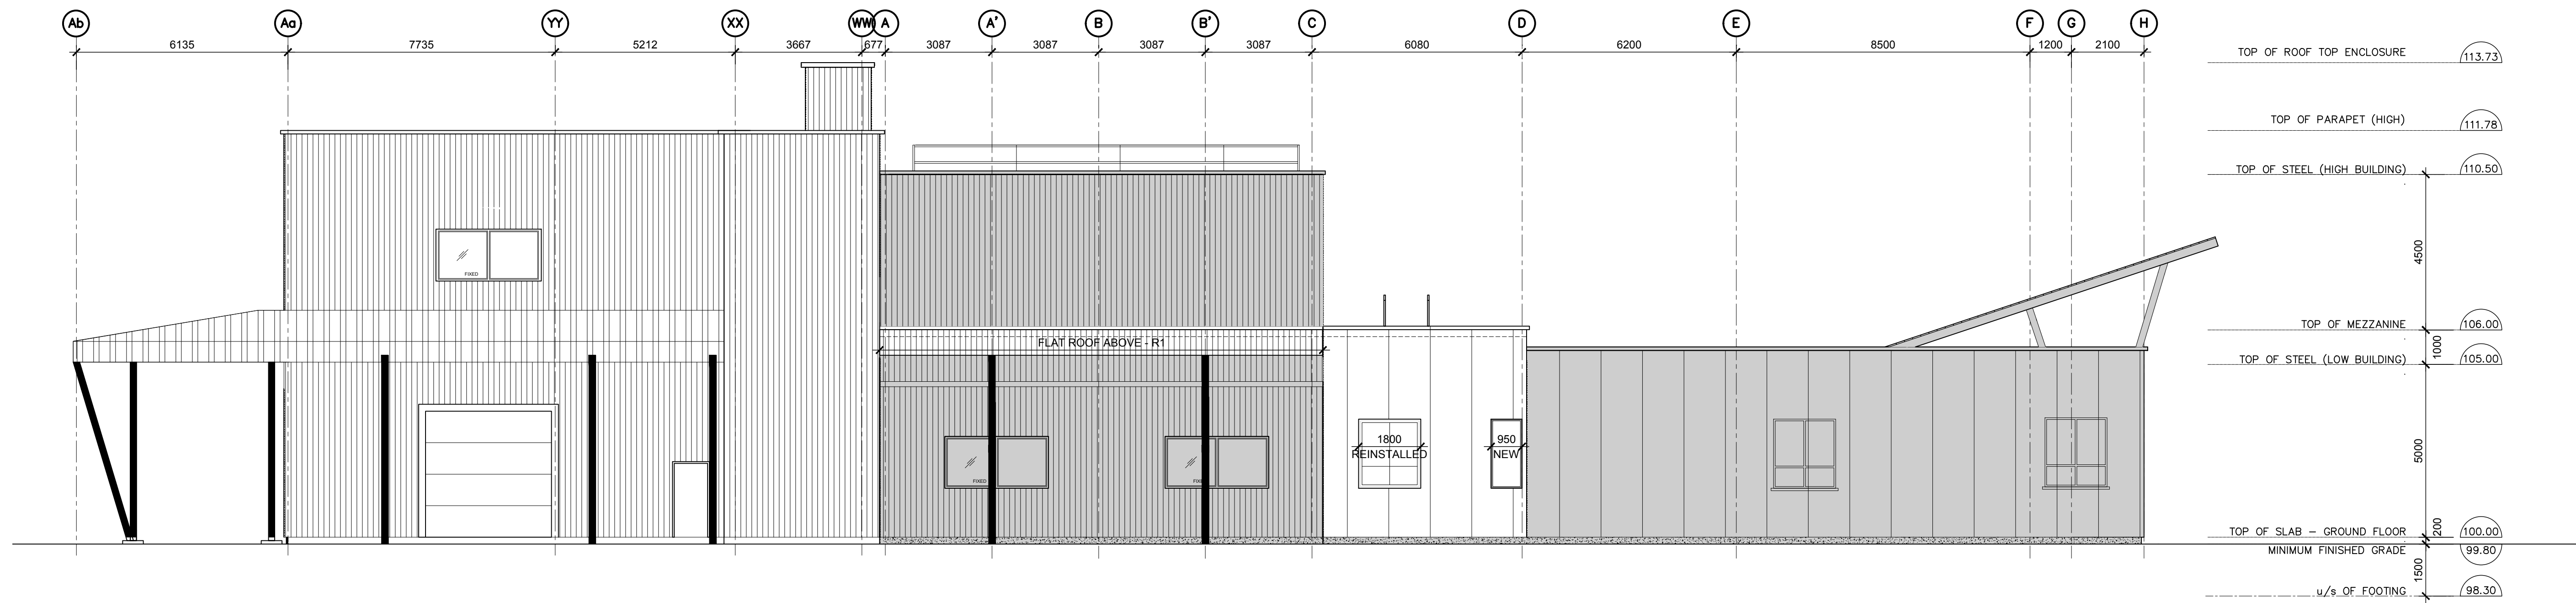 Ab Aa YY XX WW A A' B B' C D E F G H
6135 7735 5212 3667 677 3087 3087 3087 3087 6080 6200 8500 1200 2100
TOP OF ROOF TOP ENCLOSURE 113.73
TOP OF PARAPET (HIGH) 111.78
TOP OF STEEL (HIGH BUILDING) 110.50
4500
FIXED
TOP OF MEZZANINE 106.00
FLAT ROOF ABOVE - R1
1000
TOP OF STEEL (LOW BUILDING) 105.00
1800
REINSTALLED
950
NEW
FIXED
5000
200
TOP OF SLAB – GROUND FLOOR 100.00
MINIMUM FINISHED GRADE 99.80
1500
u/s OF FOOTING 98.30